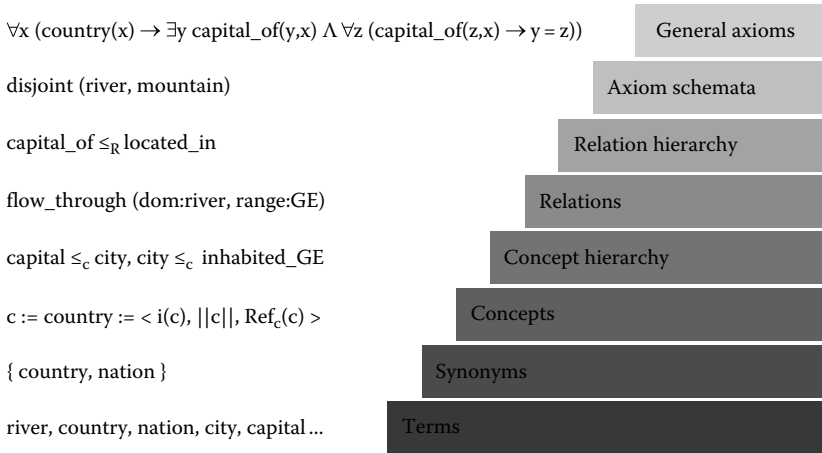 ∀x (country(x) → ∃y capital_of(y,x) Λ ∀z (capital_of(z,x) → y = z)) General axioms
disjoint (river, mountain) Axiom schemata
capital_of ≤R located_in Relation hierarchy
flow_through (dom:river, range:GE) Relations
capital ≤c city, city ≤c inhabited_GE Concept hierarchy
c := country := < i(c), ||c||, Refc(c) > Concepts
{ country, nation } Synonyms
river, country, nation, city, capital ... Terms